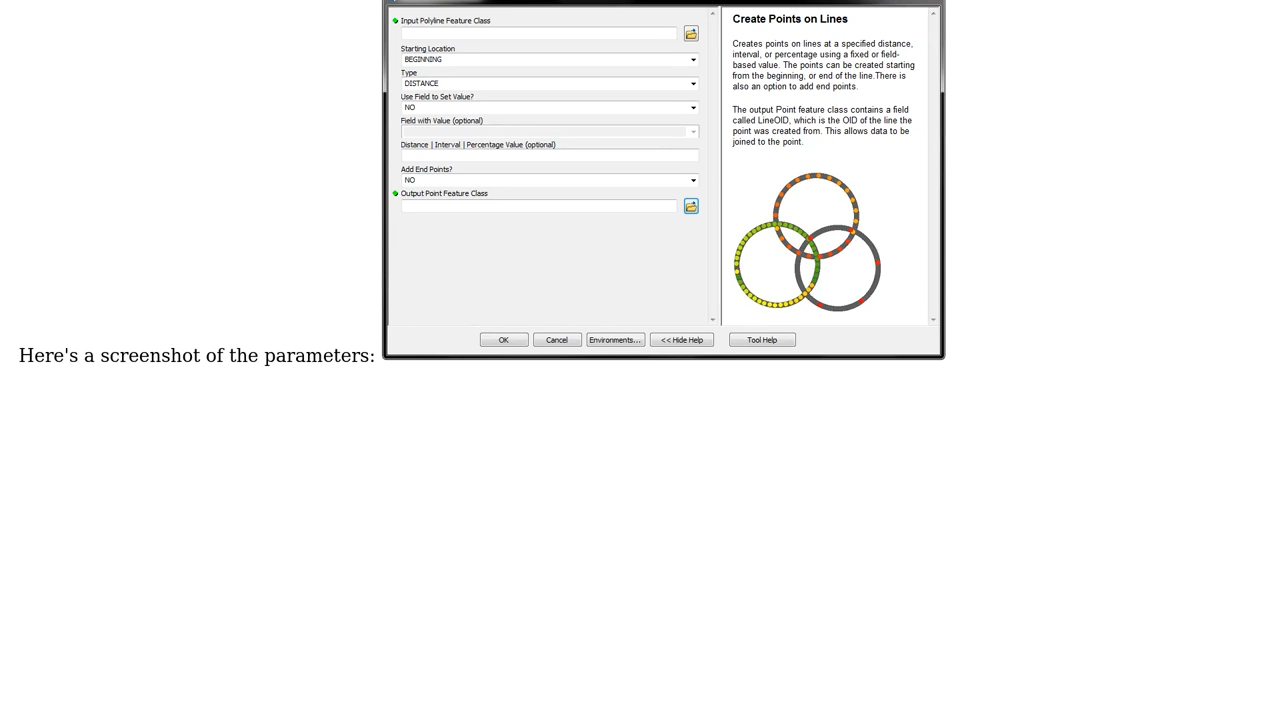 Input Polyline Feature Class
Starting Location
BEGINNING
Type
DISTANCE
Use Field to Set Value?
NO
Field with Value (optional)
Distance | Interval | Percentage Value (optional)
Add End Points?
NO
Output Point Feature Class
Create Points on Lines
Creates points on lines at a specified distance,
interval, or percentage using a fixed or field-
based value. The points can be created starting
from the beginning, or end of the line.There is
also an option to add end points.
The output Point feature class contains a field
called LineOID, which is the OID of the line the
point was created from. This allows data to be
joined to the point.
OK
Cancel
Environments...
<< Hide Help
Tool Help
Here's a screenshot of the parameters: